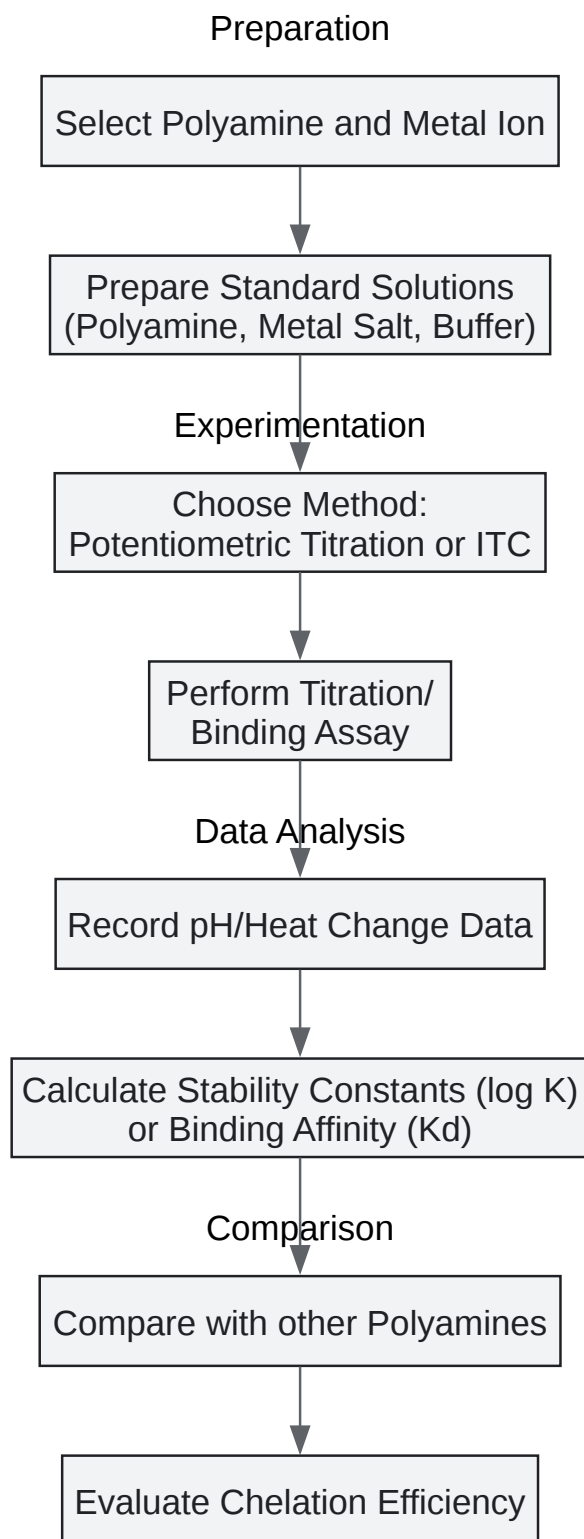 Preparation
Select Polyamine and Metal Ion
Prepare Standard Solutions
(Polyamine, Metal Salt, Buffer)
Experimentation
Choose Method:
Potentiometric Titration or ITC
Perform Titration/
Binding Assay
Data Analysis
Record pH/Heat Change Data
Calculate Stability Constants (log K)
or Binding Affinity (Kd)
Comparison
Compare with other Polyamines
Evaluate Chelation Efficiency